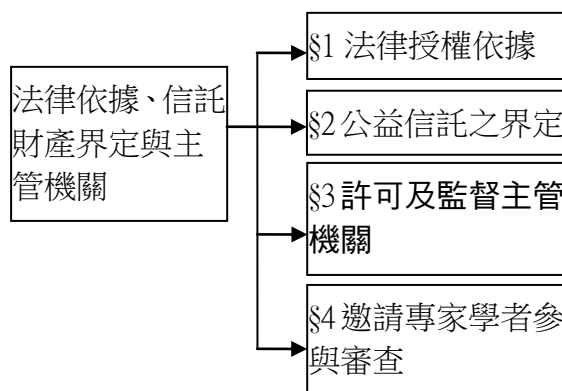 法律依據、信託
財產界定與主
管機關
§1 法律授權依據
§2 公益信託之界定
§3 許可及監督主管
機關
§4 邀請專家學者參
與審查